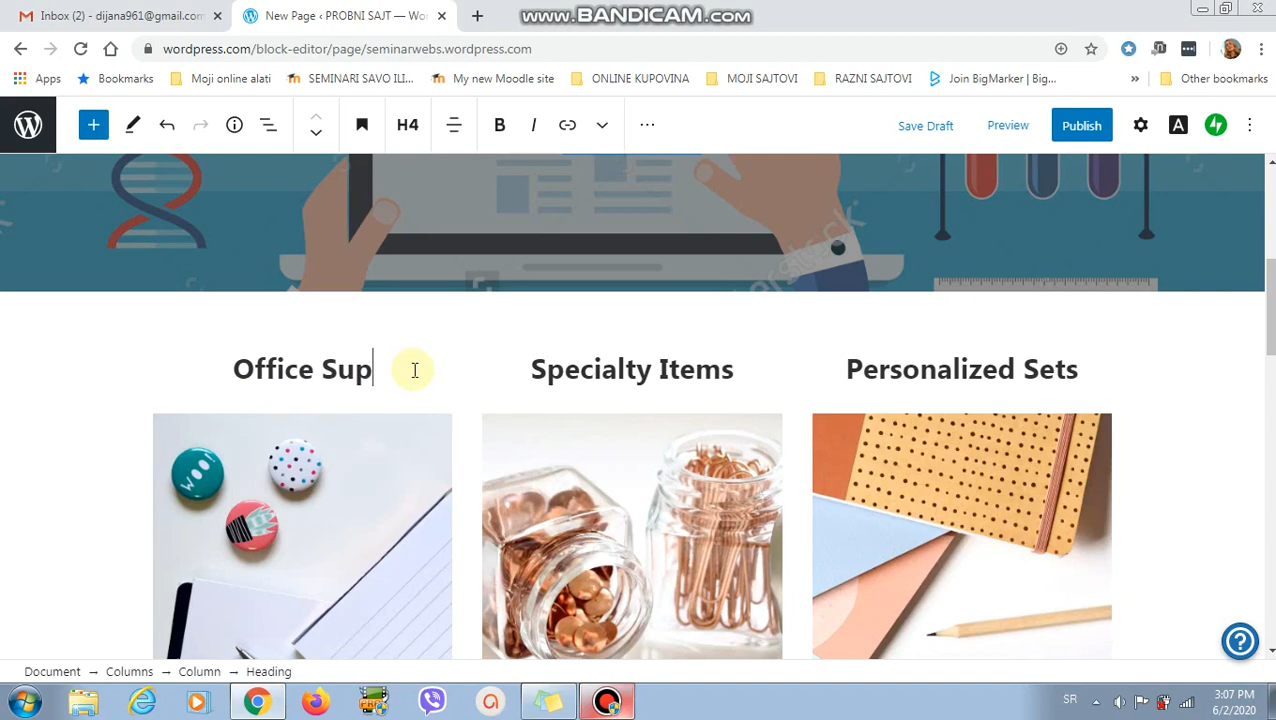 Inbox (2) - dijana961@gmail.com
New Page ‹ PROBNI SAJT — Wo
www.BANDICAM.com
wordpress.com/block-editor/page/seminarwebs.wordpress.com
Apps
Bookmarks
Moji online alati
SEMINARI SAVO ILI...
My new Moodle site
ONLINE KUPOVINA
MOJI SAJTOVI
RAZNI SAJTOVI
Join BigMarker | Big...
»
Other bookmarks
H4
B
I
Save Draft
Preview
Publish
A
Office Sup
Specialty Items
Personalized Sets
WOO!
Document → Columns → Column → Heading
SR
3:07 PM
6/2/2020